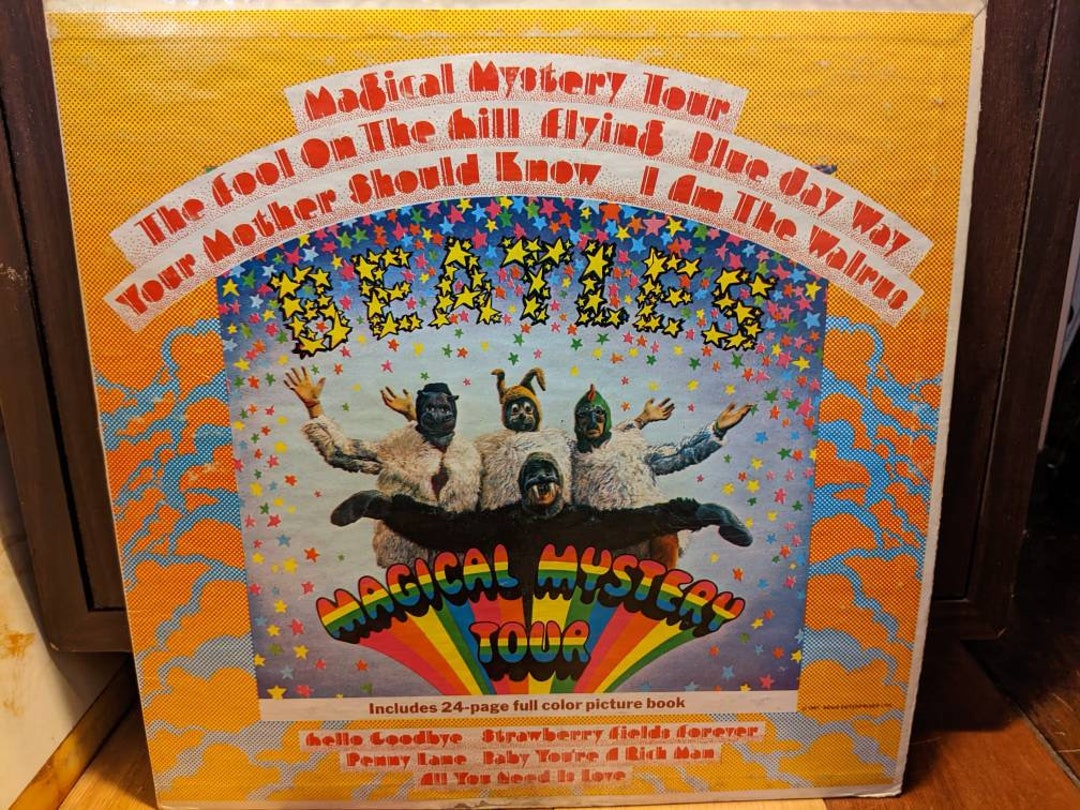 Magical Mystery Tour
The Fool On The Hill Flying Blue Jay Way
Your Mother Should Know I Am The Walrus
BEATLES
MAGICAL MYSTERY
TOUR
Includes 24-page full color picture book
Hello Goodbye Strawberry Fields Forever
Penny Lane Baby You're A Rich Man
All You Need Is Love